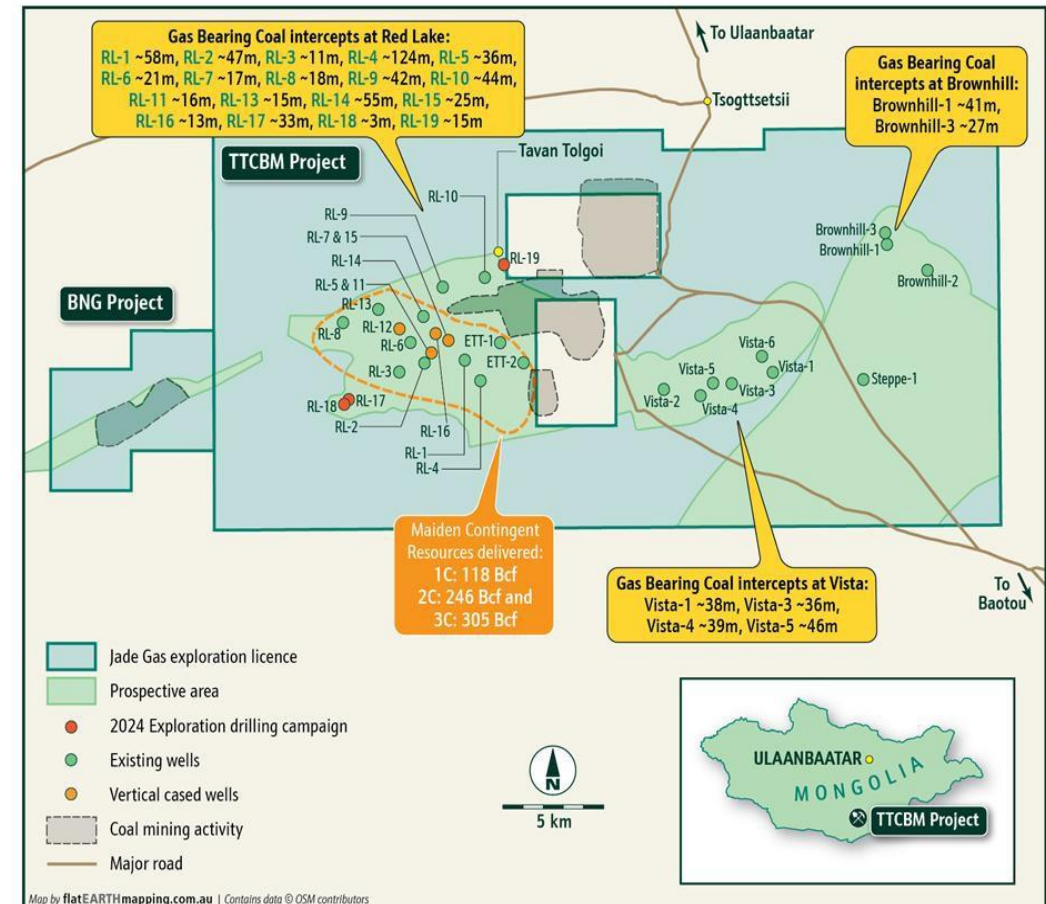 Gas Bearing Coal intercepts at Red Lake:
RL-1 ~58m, RL-2 ~47m, RL-3 ~11m, RL-4 ~124m, RL-5 ~36m,
RL-6 ~21m, RL-7 ~17m, RL-8 ~18m, RL-9 ~42m, RL-10 ~44m,
RL-11 ~16m, RL-13 ~15m, RL-14 ~55m, RL-15 ~25m,
RL-16 ~13m, RL-17 ~33m, RL-18 ~3m, RL-19 ~15m
To Ulaanbaatar
Tsogttsetsii
Gas Bearing Coal
intercepts at Brownhill:
Brownhill-1 ~41m,
Brownhill-3 ~27m
TTCBM Project
Tavan Tolgoi
RL-10
RL-9
RL-7 & 15
RL-14
RL-5 & 11
RL-19
RL-13
RL-8
RL-12
RL-6
RL-3
ETT-1
ETT-2
RL-18
RL-17
RL-2
RL-16
RL-1
RL-4
BNG Project
Brownhill-3
Brownhill-1
Brownhill-2
Vista-6
Vista-1
Vista-5
Vista-3
Vista-2
Vista-4
Steppe-1
Maiden Contingent
Resources delivered:
1C: 118 Bcf
2C: 246 Bcf and
3C: 305 Bcf
Gas Bearing Coal intercepts at Vista:
Vista-1 ~38m, Vista-3 ~36m,
Vista-4 ~39m, Vista-5 ~46m
To
Baotou
Jade Gas exploration licence
Prospective area
2024 Exploration drilling campaign
Existing wells
Vertical cased wells
Coal mining activity
Major road
N
5 km
ULAANBAATAR
MONGOLIA
TTCBM Project
Map by flatEARTHmapping.com.au | Contains data © OSM contributors